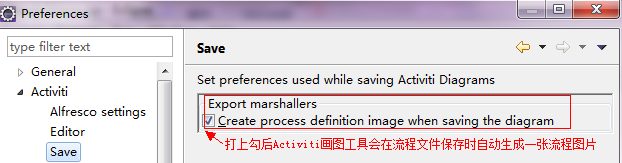 Preferences
type filter text
General
Activiti
Alfresco settings
Editor
Save
Save
Set preferences used while saving Activiti Diagrams
Export marshallers
Create process definition image when saving the diagram
打上勾后Activiti画图工具会在流程文件保存时自动生成一张流程图片